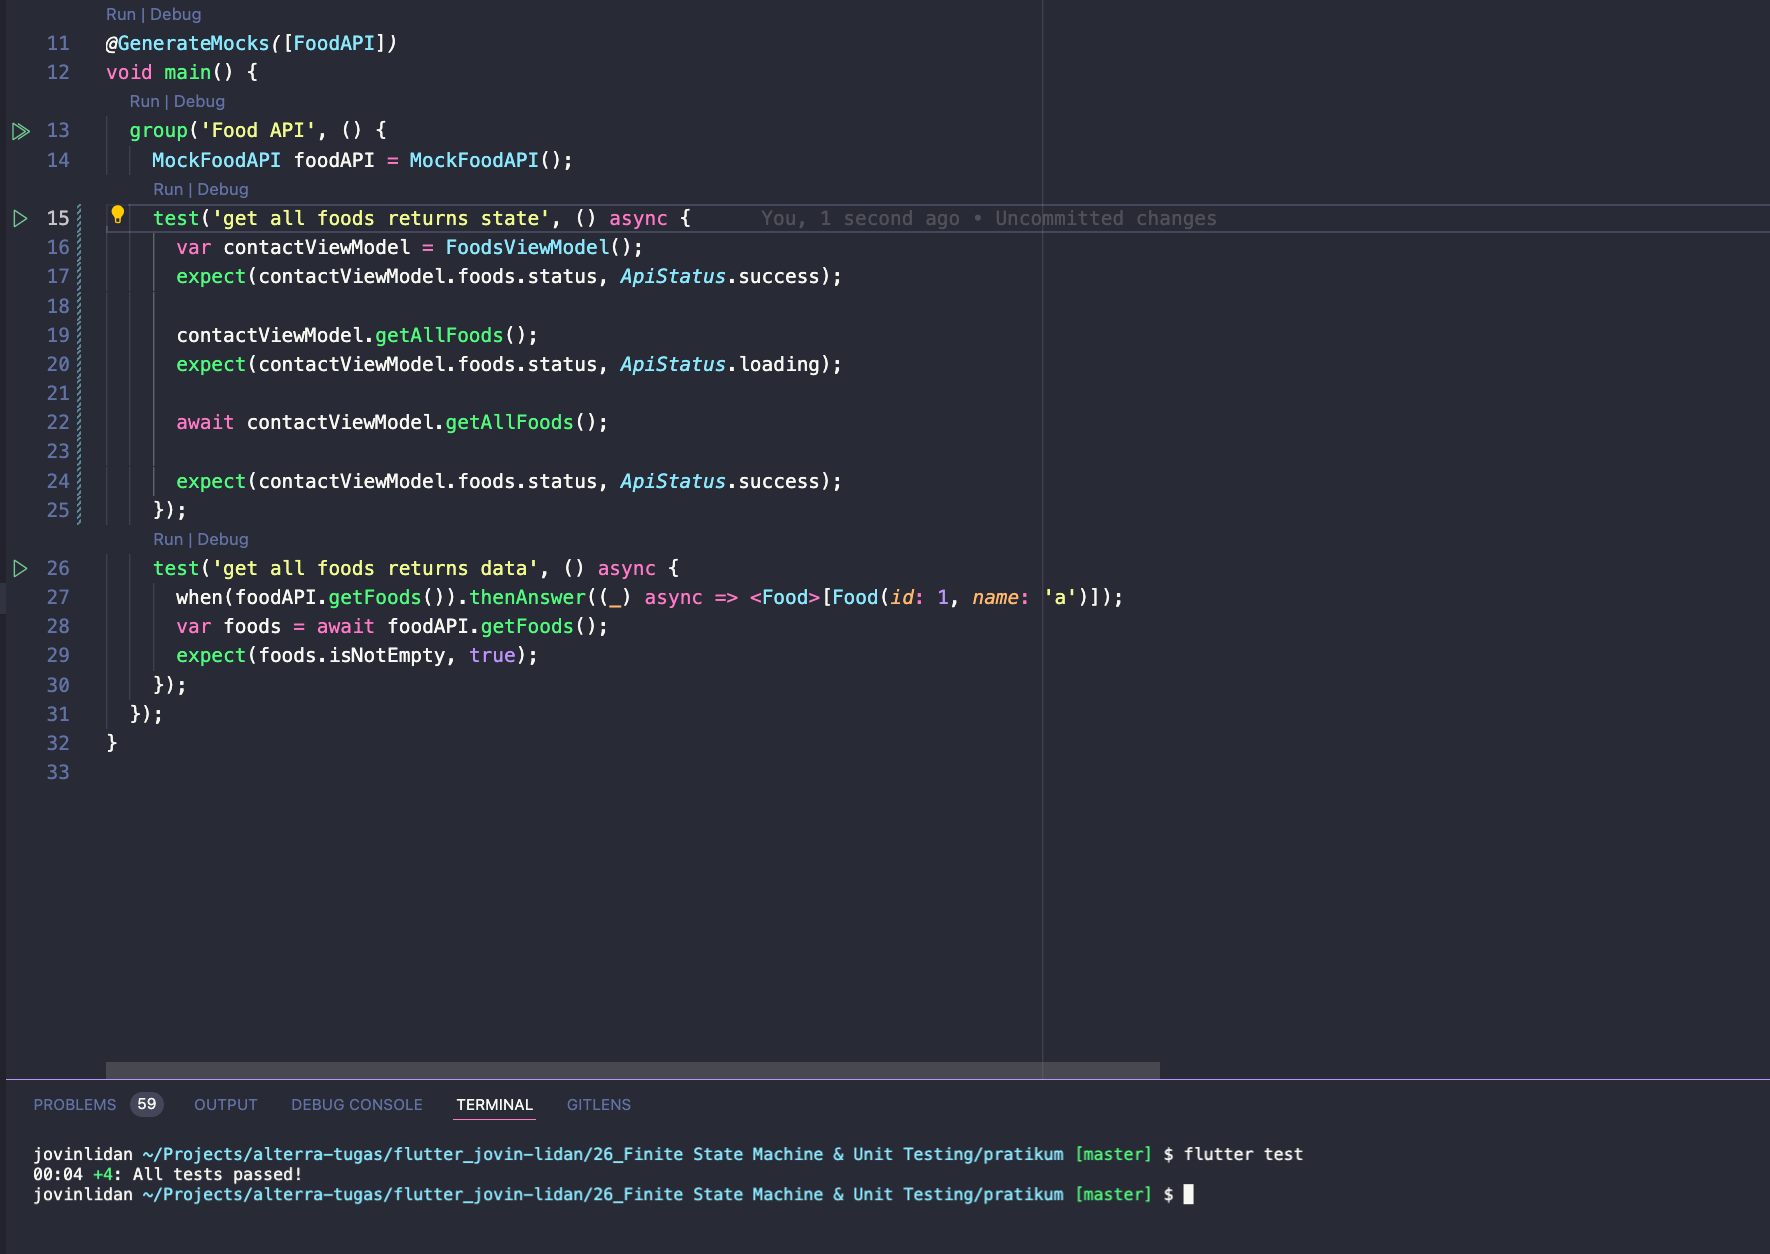 Run | Debug
11 @GenerateMocks([FoodAPI])
12 void main() {
Run | Debug
13 group('Food API', () {
14 MockFoodAPI foodAPI = MockFoodAPI();
Run | Debug
15 test('get all foods returns state', () async { You, 1 second ago • Uncommitted changes
16 var contactViewModel = FoodsViewModel();
17 expect(contactViewModel.foods.status, ApiStatus.success);
18
19 contactViewModel.getAllFoods();
20 expect(contactViewModel.foods.status, ApiStatus.loading);
21
22 await contactViewModel.getAllFoods();
23
24 expect(contactViewModel.foods.status, ApiStatus.success);
25 });
Run | Debug
26 test('get all foods returns data', () async {
27 when(foodAPI.getFoods()).thenAnswer((_) async => <Food>[Food(id: 1, name: 'a')]);
28 var foods = await foodAPI.getFoods();
29 expect(foods.isNotEmpty, true);
30 });
31 });
32 }
33
PROBLEMS 59 OUTPUT DEBUG CONSOLE TERMINAL GITLENS
jovinlidan ~/Projects/alterra-tugas/flutter_jovin-lidan/26_Finite State Machine & Unit Testing/pratikum [master] $ flutter test
00:04 +4: All tests passed!
jovinlidan ~/Projects/alterra-tugas/flutter_jovin-lidan/26_Finite State Machine & Unit Testing/pratikum [master] $